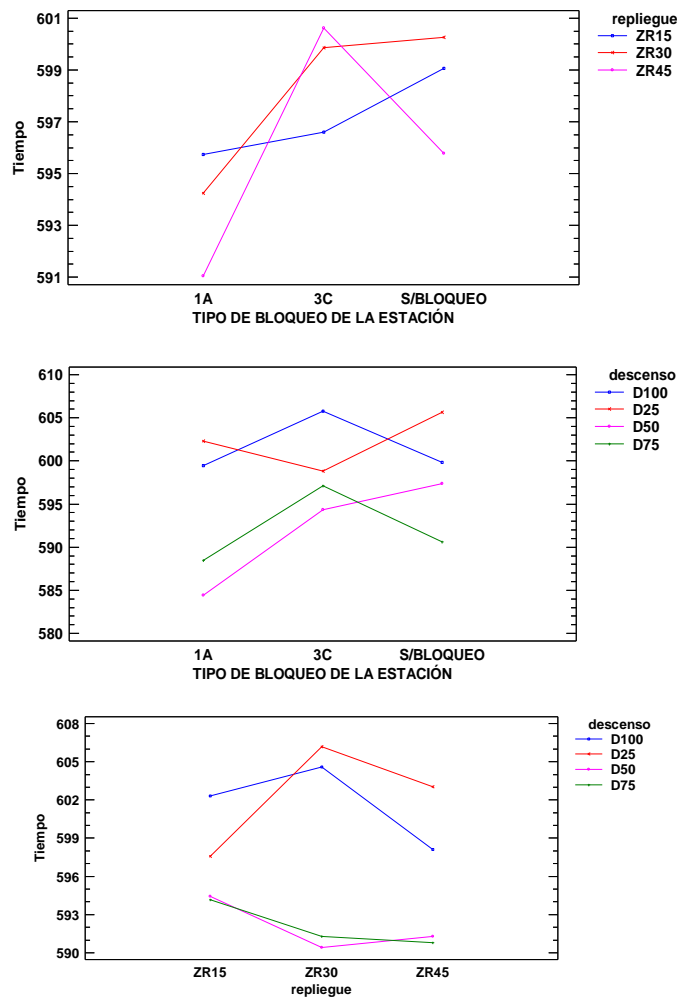 repliegue
ZR15
ZR30
ZR45
601
599
597
595
593
591
Tiempo
1A 3C S/BLOQUEO
TIPO DE BLOQUEO DE LA ESTACIÓN
descenso
D100
D25
D50
D75
610
605
600
595
590
585
580
Tiempo
1A 3C S/BLOQUEO
TIPO DE BLOQUEO DE LA ESTACIÓN
descenso
D100
D25
D50
D75
608
605
602
599
596
593
590
Tiempo
ZR15 ZR30 ZR45
repliegue